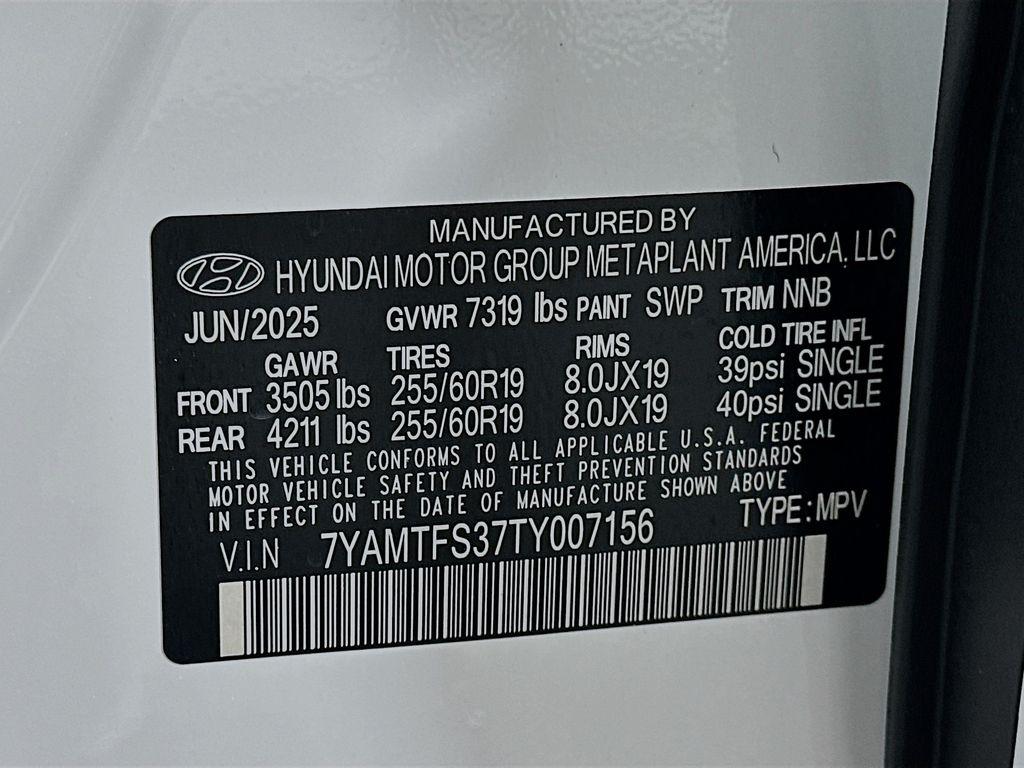 MANUFACTURED BY
HYUNDAI MOTOR GROUP METAPLANT AMERICA, LLC
JUN/2025 GVWR 7319 lbs PAINT SWP TRIM NNB
GAWR TIRES RIMS COLD TIRE INFL
FRONT 3505 lbs 255/60R19 8.0JX19 39psi SINGLE
REAR 4211 lbs 255/60R19 8.0JX19 40psi SINGLE
THIS VEHICLE CONFORMS TO ALL APPLICABLE U.S.A. FEDERAL
MOTOR VEHICLE SAFETY AND THEFT PREVENTION STANDARDS
IN EFFECT ON THE DATE OF MANUFACTURE SHOWN ABOVE
V.I.N 7YAMTFS37TY007156 TYPE:MPV